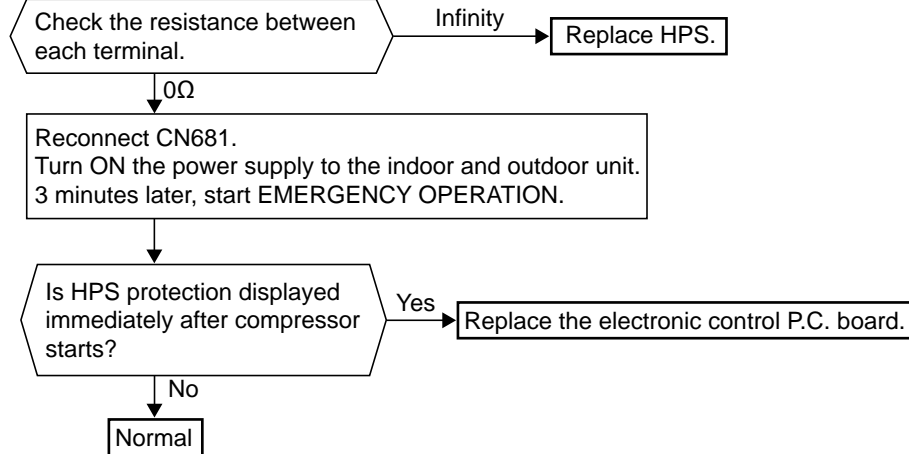 Check the resistance between
each terminal.
Infinity
Replace HPS.
0Ω
Reconnect CN681.
Turn ON the power supply to the indoor and outdoor unit.
3 minutes later, start EMERGENCY OPERATION.
Is HPS protection displayed
immediately after compressor
starts?
Yes
Replace the electronic control P.C. board.
No
Normal